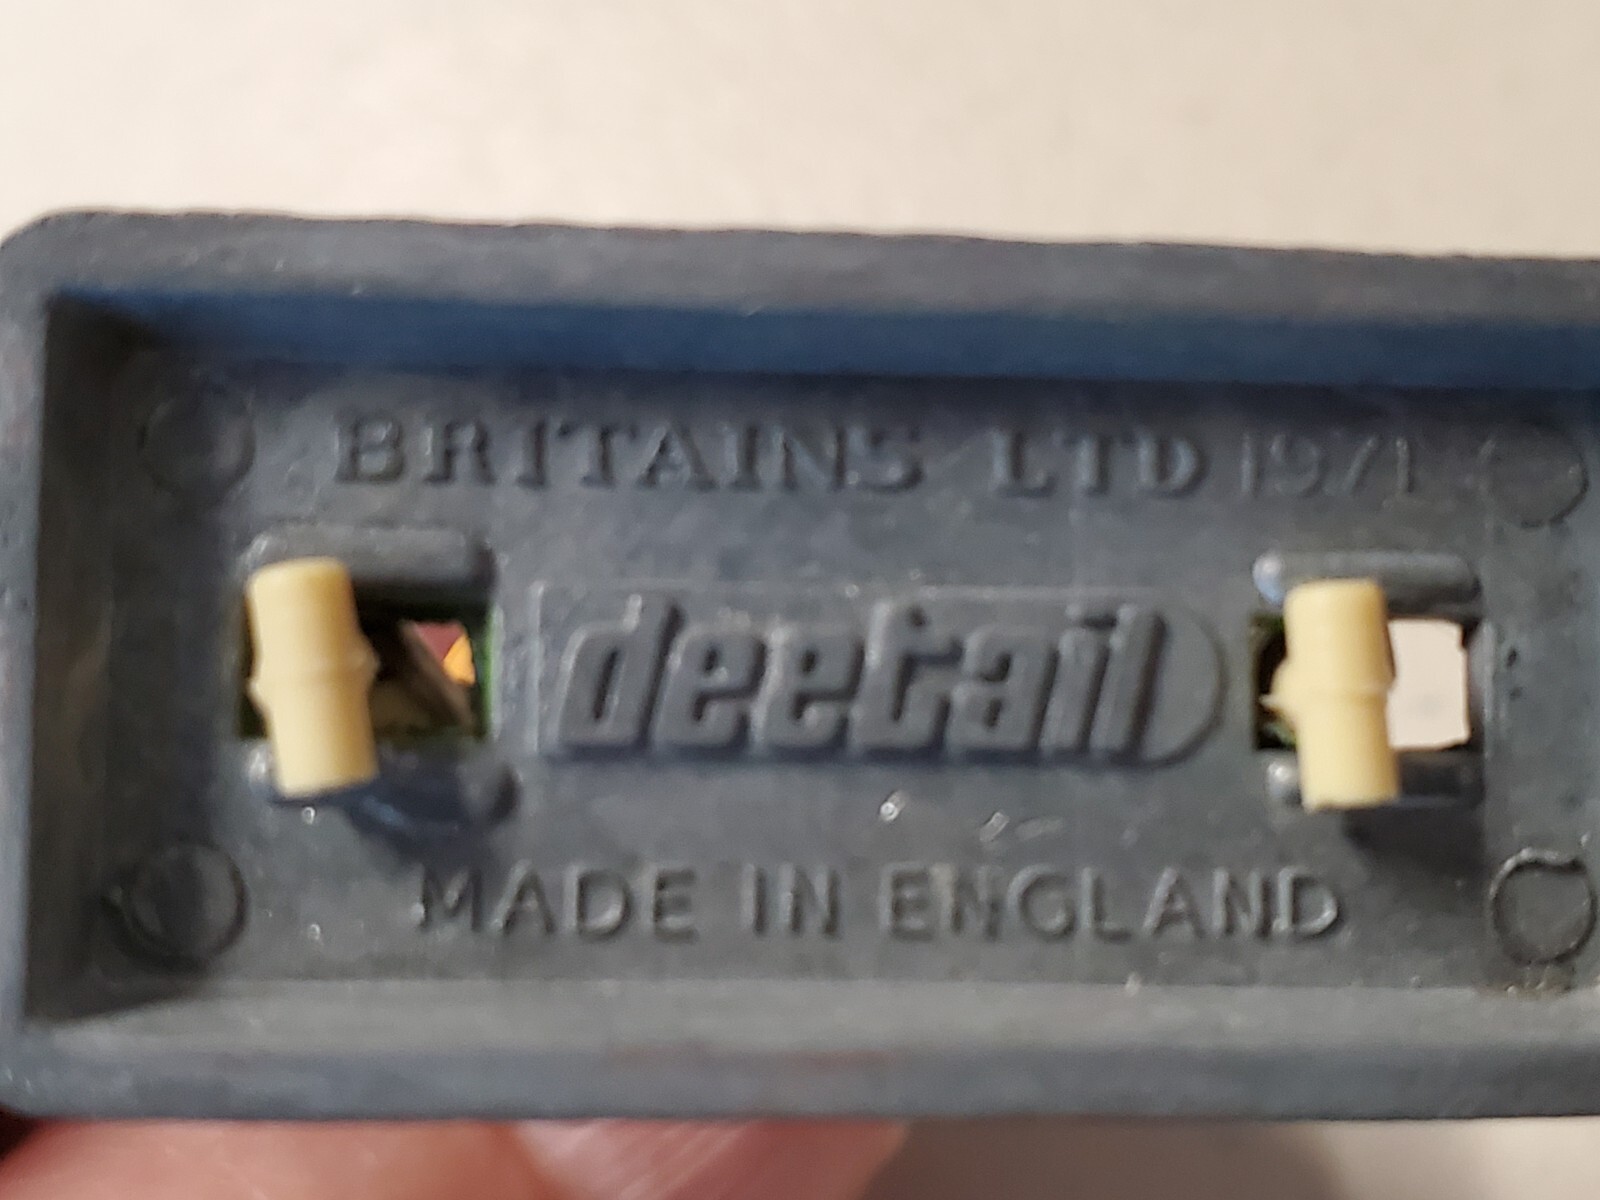 BRITAINS LTD 1971
deetail
MADE IN ENGLAND